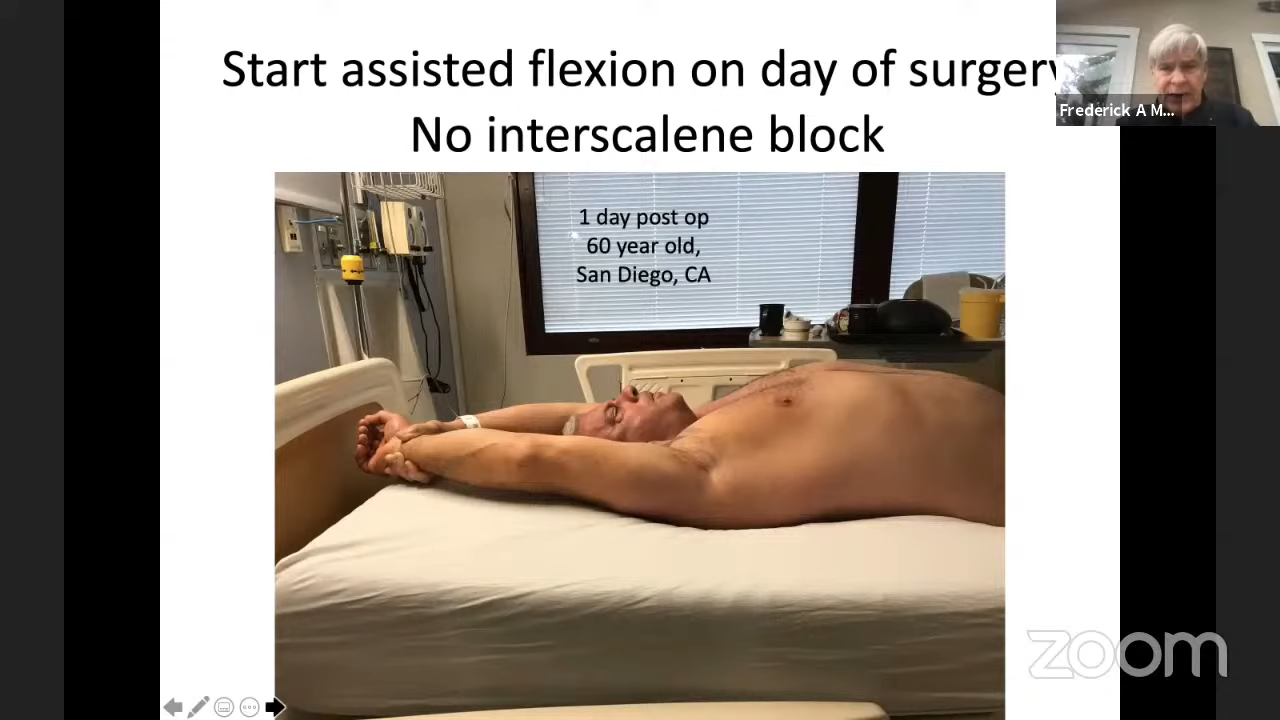 Start assisted flexion on day of surgery
No interscalene block
Frederick A M...
1 day post op
60 year old,
San Diego, CA
zoom